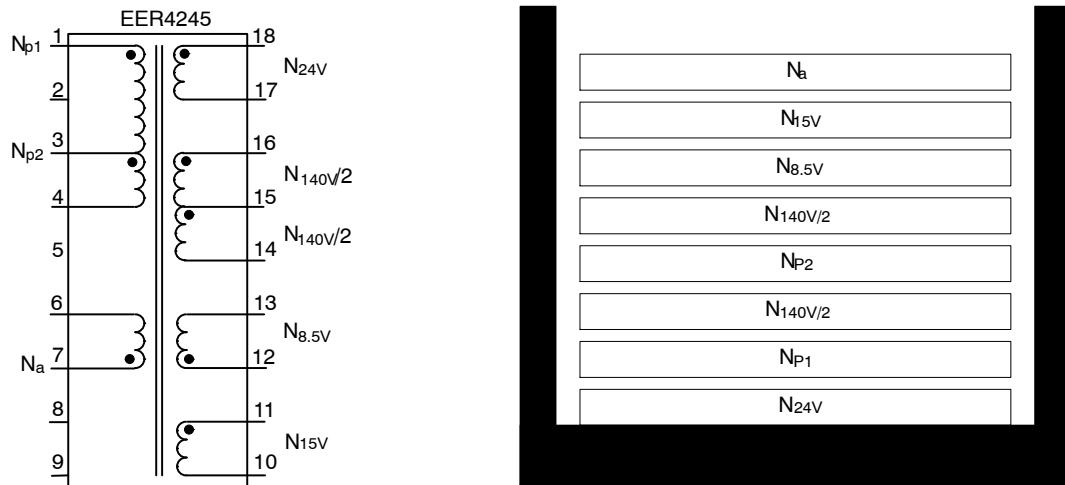 EER4245
Np1
1
2
3
Np2
4
5
6
7
Na
8
9
18
N24V
17
16
N140V/2
15
N140V/2
14
13
N8.5V
12
11
N15V
10
Na
N15V
N8.5V
N140V/2
NP2
N140V/2
NP1
N24V